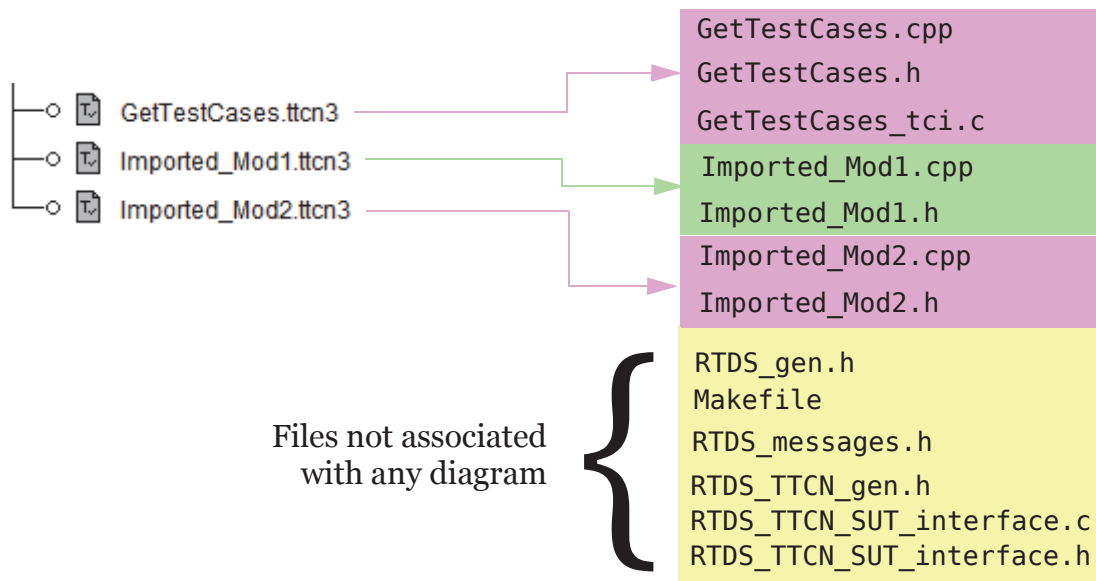 GetTestCases.ttcn3
Imported_Mod1.ttcn3
Imported_Mod2.ttcn3
GetTestCases.cpp
GetTestCases.h
GetTestCases_tci.c
Imported_Mod1.cpp
Imported_Mod1.h
Imported_Mod2.cpp
Imported_Mod2.h
Files not associated
with any diagram
RTDS_gen.h
Makefile
RTDS_messages.h
RTDS_TTCN_gen.h
RTDS_TTCN_SUT_interface.c
RTDS_TTCN_SUT_interface.h